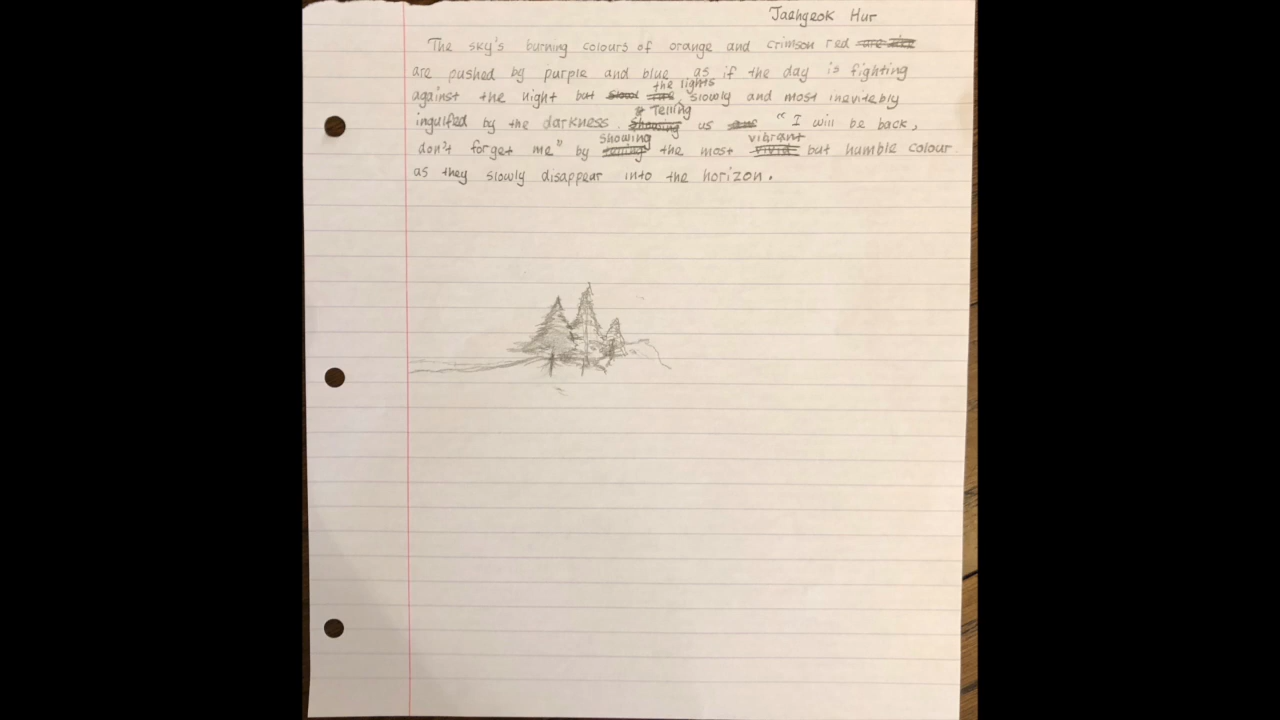 Jaehyeok Hur
The sky's burning colours of orange and crimson red
are pushed by purple and blue as if the day is fighting
against the night but the lights slowly and most inevitebly
ingulfed by the darkness. Telling us "I will be back,
don't forget me" by showing the most vibrant but humble colour
as they slowly disappear into the horizon.